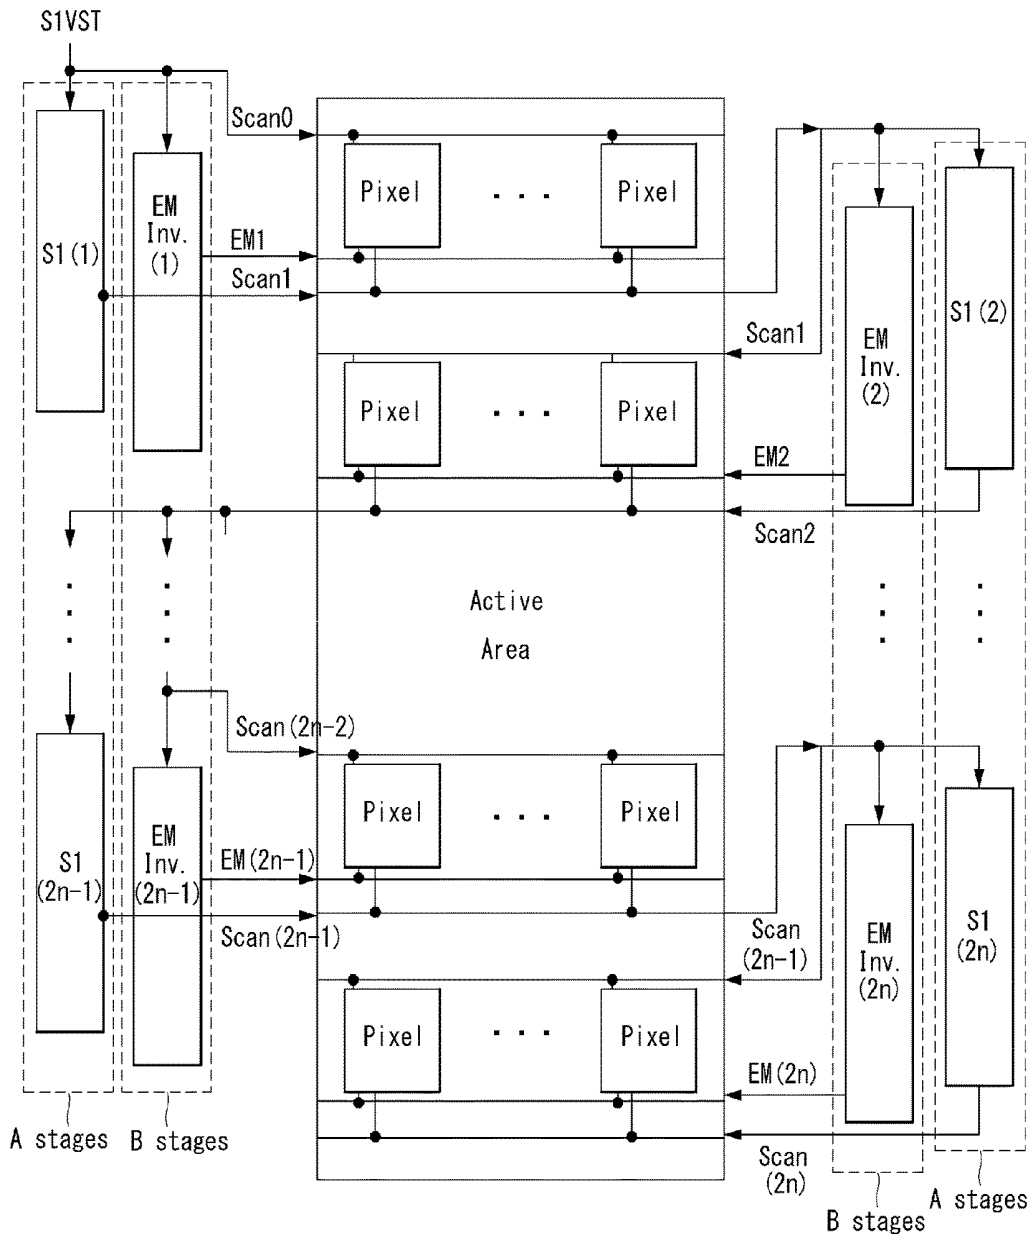 S1VST
Scan0
Pixel
. . .
Pixel
EM
Inv.
(1)
S1(1)
EM1
Scan1
S1(2)
Scan1
EM
Inv.
(2)
Pixel
. . .
Pixel
EM2
Scan2
Active
Area
Scan(2n-2)
Pixel
. . .
Pixel
EM
Inv.
(2n-1)
S1
(2n-1)
EM(2n-1)
Scan(2n-1)
Scan
(2n-1)
S1
(2n)
EM
Inv.
(2n)
Pixel
. . .
Pixel
EM(2n)
A stages
B stages
Scan
(2n)
A stages
B stages